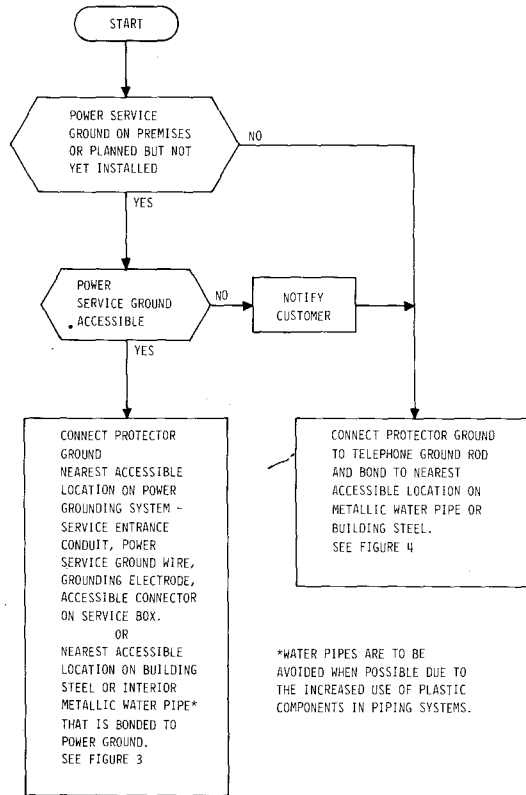 START
POWER SERVICE
GROUND ON PREMISES
OR PLANNED BUT NOT
YET INSTALLED
NO
YES
POWER
SERVICE GROUND
ACCESSIBLE
NO
NOTIFY
CUSTOMER
YES
CONNECT PROTECTOR
GROUND
NEAREST ACCESSIBLE
LOCATION ON POWER
GROUNDING SYSTEM -
SERVICE ENTRANCE
CONDUIT, POWER
SERVICE GROUND WIRE,
GROUNDING ELECTRODE,
ACCESSIBLE CONNECTOR
ON SERVICE BOX.
OR
NEAREST ACCESSIBLE
LOCATION ON BUILDING
STEEL OR INTERIOR
METALLIC WATER PIPE*
THAT IS BONDED TO
POWER GROUND.
SEE FIGURE 3
CONNECT PROTECTOR GROUND
TO TELEPHONE GROUND ROD
AND BOND TO NEAREST
ACCESSIBLE LOCATION ON
METALLIC WATER PIPE OR
BUILDING STEEL.
SEE FIGURE 4
*WATER PIPES ARE TO BE
AVOIDED WHEN POSSIBLE DUE TO
THE INCREASED USE OF PLASTIC
COMPONENTS IN PIPING SYSTEMS.